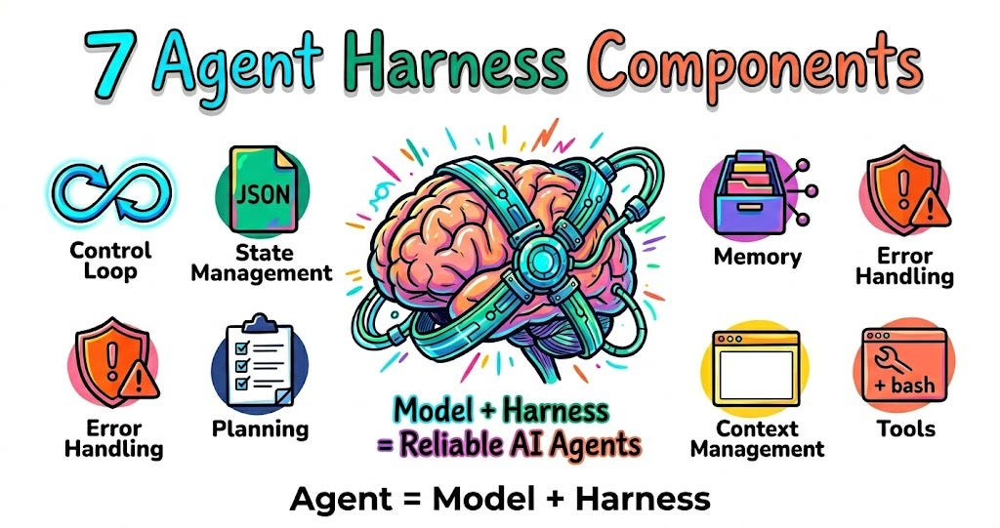 7 Agent Harness Components
Control
Loop
JSON
State
Management
Memory
Error
Handling
Error
Handling
Planning
Model + Harness
= Reliable AI Agents
Context
Management
+ bash
Tools
Agent = Model + Harness